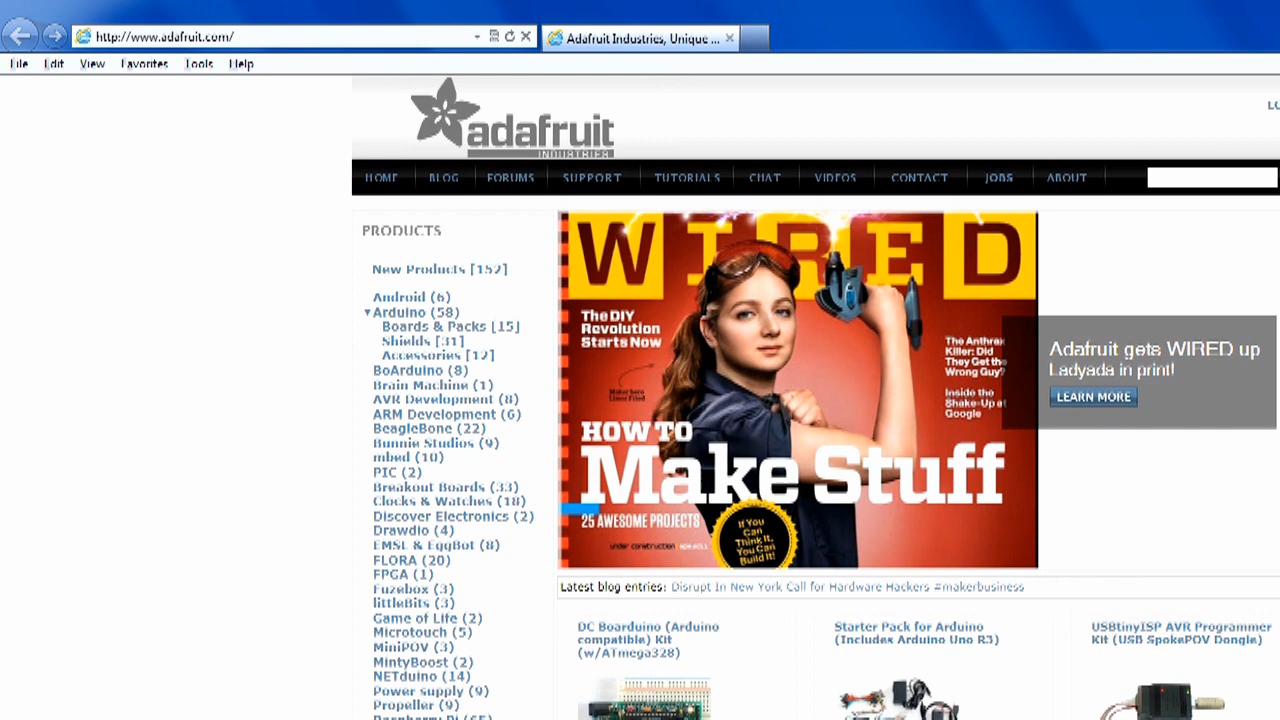 http://www.adafruit.com/
Adafruit Industries, Unique ...
File Edit View Favorites Tools Help
adafruit
INDUSTRIES
HOME BLOG FORUMS SUPPORT TUTORIALS CHAT VIDEOS CONTACT JOBS ABOUT
PRODUCTS
New Products [152]
Android (6)
Arduino (58)
Boards & Packs [15]
Shields [31]
Accessories [12]
BoArduino (8)
Brain Machine (1)
AVR Development (8)
ARM Development (6)
BeagleBone (22)
Bunnie Studios (9)
mbed (10)
PIC (2)
Breakout Boards (33)
Clocks & Watches (18)
Discover Electronics (2)
Drawdio (4)
EMSL & EggBot (8)
FLORA (20)
FPGA (1)
Fuzebox (3)
littleBits (3)
Game of Life (2)
Microtouch (5)
MiniPOV (3)
MintyBoost (2)
NETduino (14)
Power supply (9)
Propeller (9)
Raspberry Pi (65)
WIRED
The DIY
Revolution
Starts Now
The Anthrax
Killer: Did
They Get the
Wrong Guy?
Inside the
Shake-Up at
Google
HOW TO
Make Stuff
25 AWESOME PROJECTS
If You
Can
Think It,
You Can
Build It!
under construction
Adafruit gets WIRED up
Ladyada in print!
LEARN MORE
Latest blog entries: Disrupt In New York Call for Hardware Hackers #makerbusiness
DC Boarduino (Arduino
compatible) Kit
(w/ATmega328)
Starter Pack for Arduino
(Includes Arduino Uno R3)
USBtinyISP AVR Programmer
Kit (USB SpokePOV Dongle)